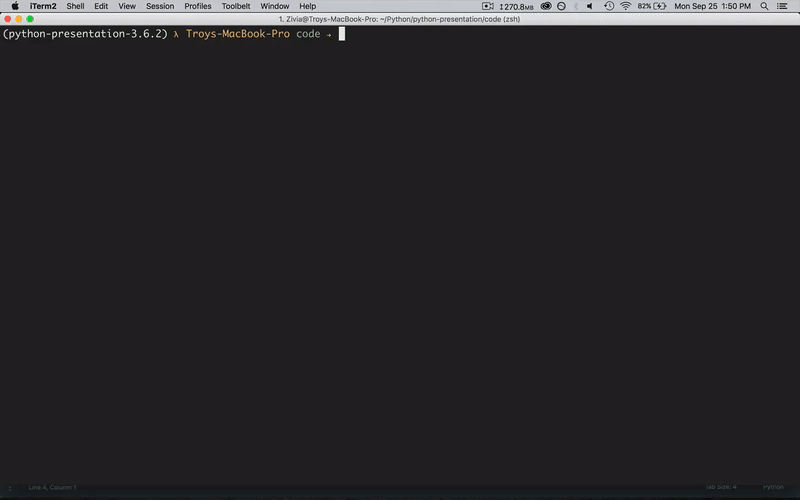 iTerm2 Shell Edit View Session Profiles Toolbelt Window Help 270.8MB 82% Mon Sep 25 1:50 PM
1. Zivia@Troys-MacBook-Pro: ~/Python/python-presentation/code (zsh)
(python-presentation-3.6.2) λ Troys-MacBook-Pro code →
Line 4, Column 1 Tab Size: 4 Python